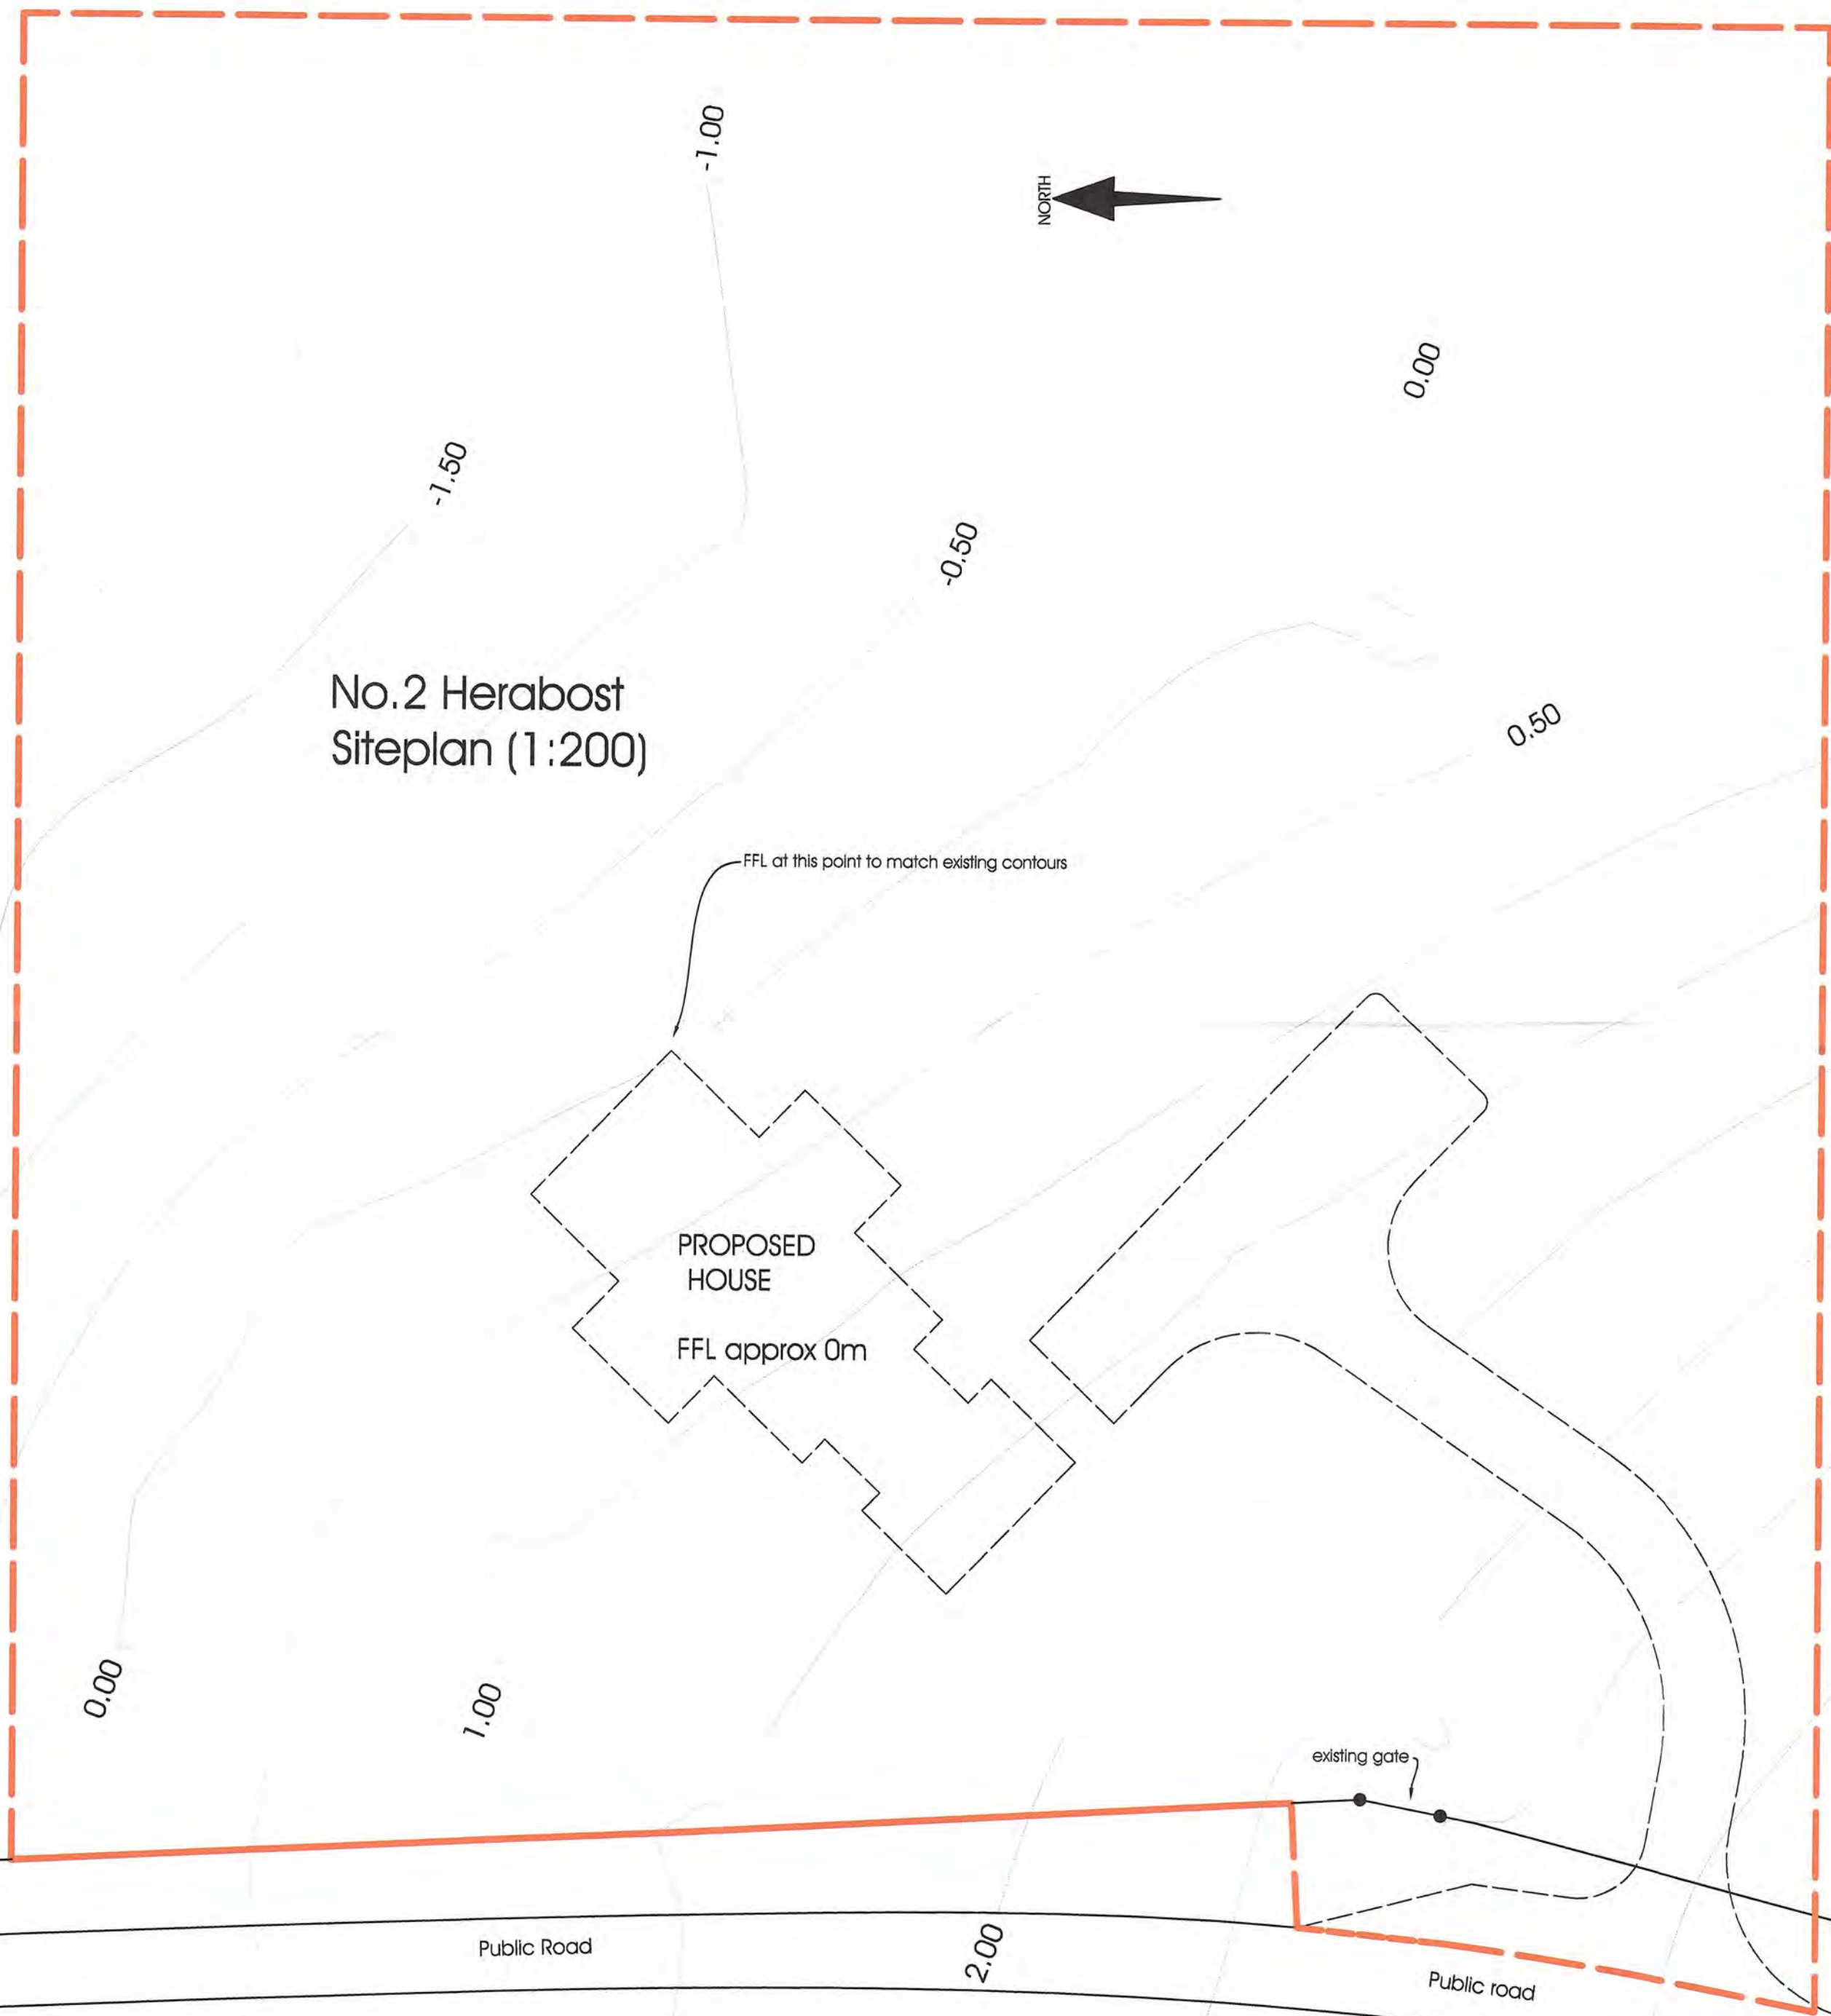 -1.00
NORTH
0.00
-1.50
-0.50
No.2 Herabost
Siteplan (1:200)
0.50
FFL at this point to match existing contours
PROPOSED
HOUSE
FFL approx 0m
0.00
1.00
existing gate
Public Road
2.00
Public road